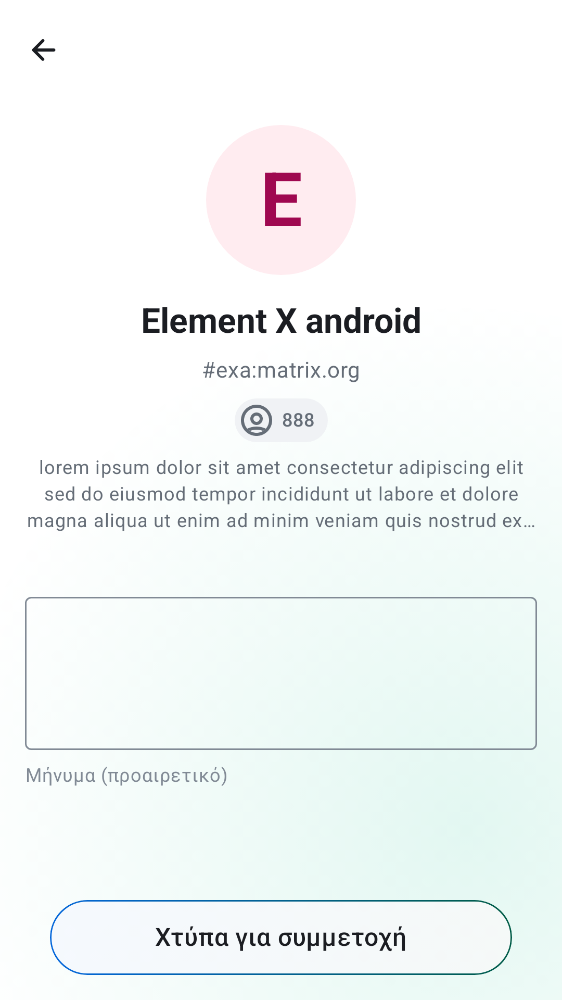 E
Element X android
#exa:matrix.org
888
lorem ipsum dolor sit amet consectetur adipiscing elit
sed do eiusmod tempor incididunt ut labore et dolore
magna aliqua ut enim ad minim veniam quis nostrud ex…
Μήνυμα (προαιρετικό)
Χτύπα για συμμετοχή